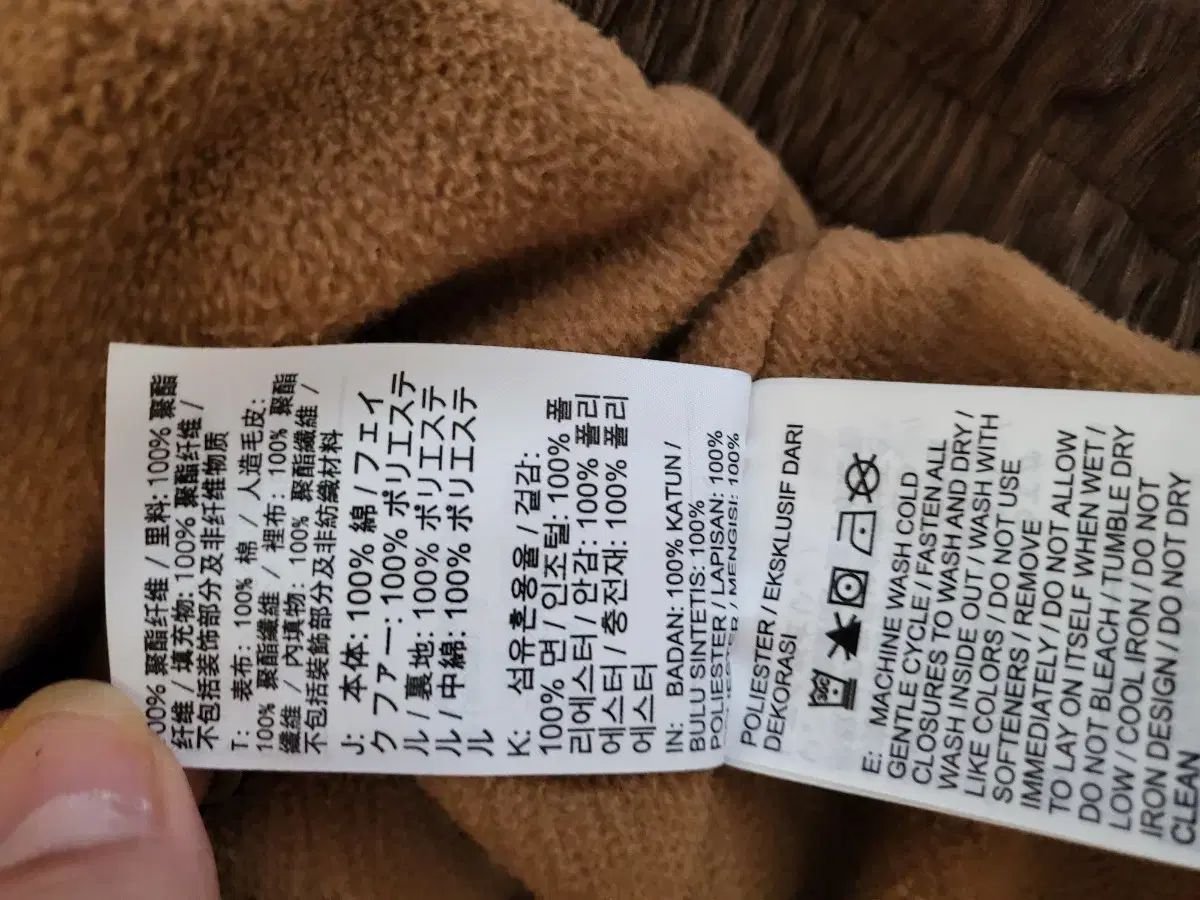 00% 聚酯纤维 / 里料: 100% 聚酯
纤维 / 填充物: 100% 聚酯纤维 /
不包括装饰部分及非纤维物质
T: 表布: 100% 棉 / 人造毛皮:
100% 聚酯纖維 / 裡布: 100% 聚酯
纖維 / 內填物: 100% 聚酯纖維 /
不包括裝飾部分及非紡織材料
J: 本体: 100% 綿 / フェイ
ク ファー: 100% ポリエステ
ル / 裏地: 100% ポリエステ
ル / 中綿: 100% ポリエステ
ル
K: 섬유혼용율 / 겉감:
100% 면 / 인조털: 100% 폴
리에스터 / 안감: 100% 폴리
에스터 / 충전재: 100% 폴리
에스터
IN: BADAN: 100% KATUN /
BULU SINTETIS: 100%
POLIESTER / LAPISAN: 100%
/ MENGISI: 100%
POLIESTER / EKSKLUSIF DARI
DEKORASI
E: MACHINE WASH COLD
GENTLE CYCLE / FASTEN ALL
CLOSURES TO WASH AND DRY /
WASH INSIDE OUT / WASH WITH
LIKE COLORS / DO NOT USE
SOFTENERS / REMOVE
IMMEDIATELY / DO NOT ALLOW
TO LAY ON ITSELF WHEN WET /
DO NOT BLEACH / TUMBLE DRY
LOW / COOL IRON / DO NOT
IRON DESIGN / DO NOT DRY
CLEAN